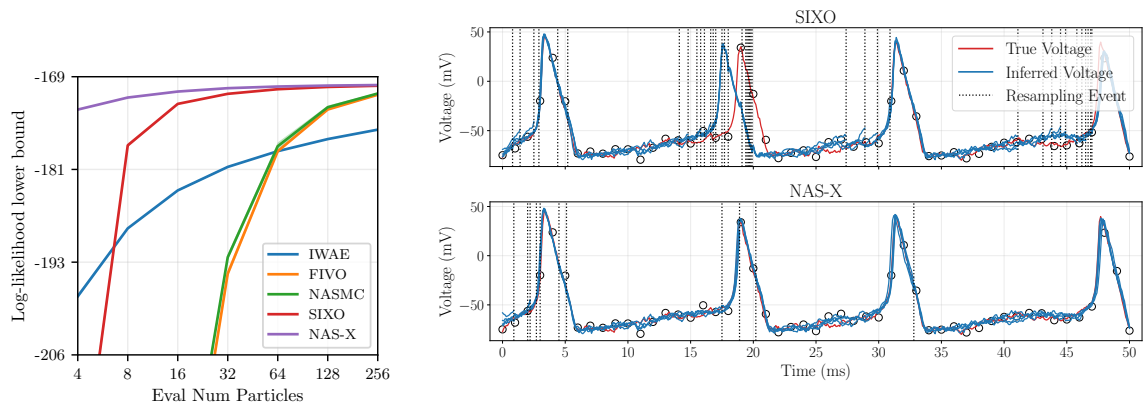 Log-likelihood lower bound
-169
-181
-193
-206
4 8 16 32 64 128 256
Eval Num Particles
IWAE
FIVO
NASMC
SIXO
NAS-X
SIXO
Voltage (mV)
50
0
−50
True Voltage
Inferred Voltage
Resampling Event
NAS-X
Voltage (mV)
50
0
−50
0 5 10 15 20 25 30 35 40 45 50
Time (ms)